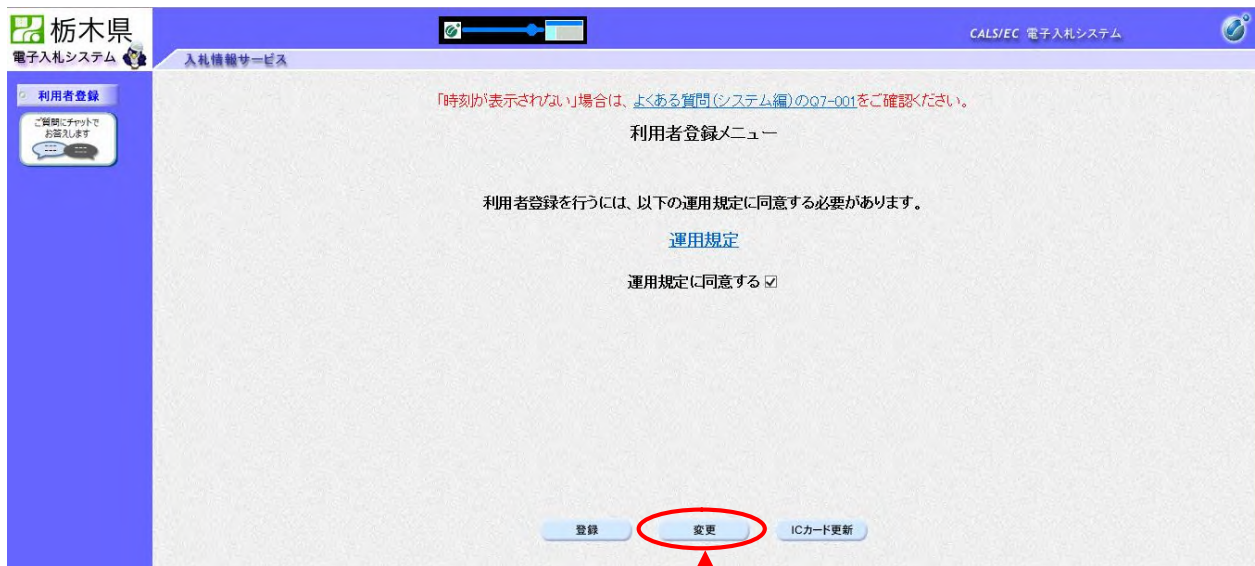 栃木県
電子入札システム
CALS/EC 電子入札システム
入札情報サービス
利用者登録
ご質問にチャットで
お答えします
「時刻が表示されない」場合は、よくある質問(システム編)のQ7-001をご確認ください。
利用者登録メニュー
利用者登録を行うには、以下の運用規定に同意する必要があります。
運用規定
運用規定に同意する
登録
変更
ICカード更新